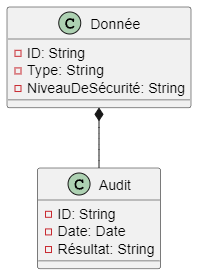 C Donnée
ID: String
Type: String
NiveauDeSécurité: String
C Audit
ID: String
Date: Date
Résultat: String